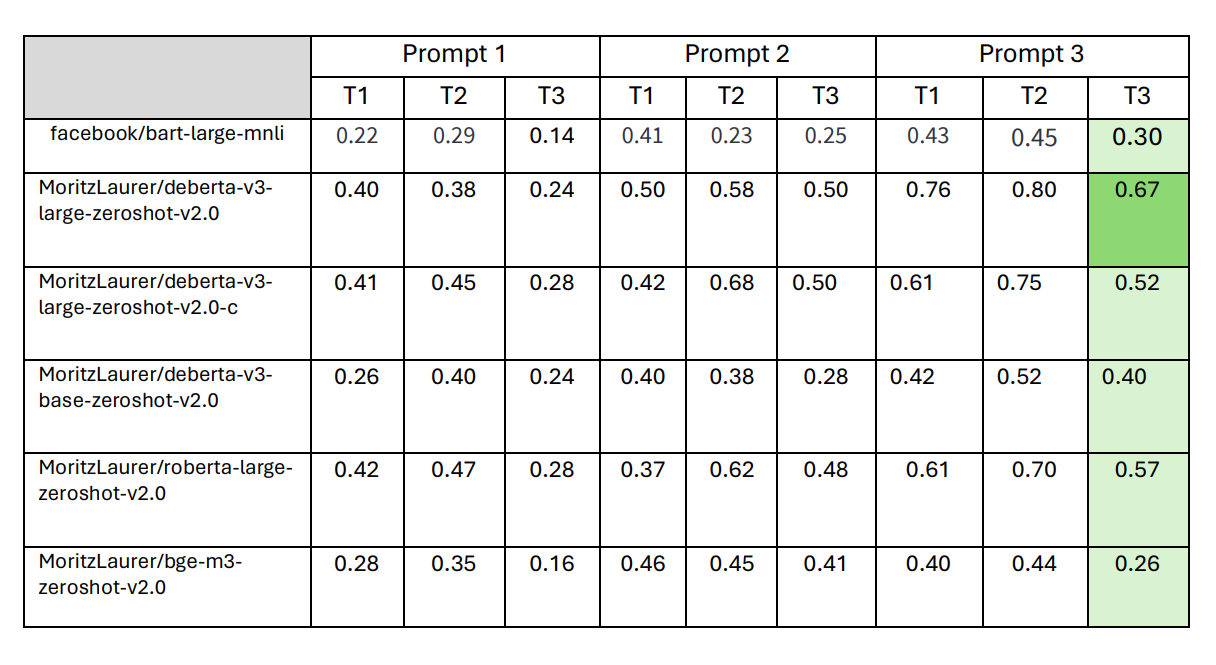 Prompt 1 Prompt 2 Prompt 3
T1 T2 T3 T1 T2 T3 T1 T2 T3
facebook/bart-large-mnli 0.22 0.29 0.14 0.41 0.23 0.25 0.43 0.45 0.30
MoritzLaurer/deberta-v3- 0.40 0.38 0.24 0.50 0.58 0.50 0.76 0.80 0.67
large-zeroshot-v2.0
MoritzLaurer/deberta-v3- 0.41 0.45 0.28 0.42 0.68 0.50 0.61 0.75 0.52
large-zeroshot-v2.0-c
MoritzLaurer/deberta-v3- 0.26 0.40 0.24 0.40 0.38 0.28 0.42 0.52 0.40
base-zeroshot-v2.0
MoritzLaurer/roberta-large- 0.42 0.47 0.28 0.37 0.62 0.48 0.61 0.70 0.57
zeroshot-v2.0
MoritzLaurer/bge-m3- 0.28 0.35 0.16 0.46 0.45 0.41 0.40 0.44 0.26
zeroshot-v2.0